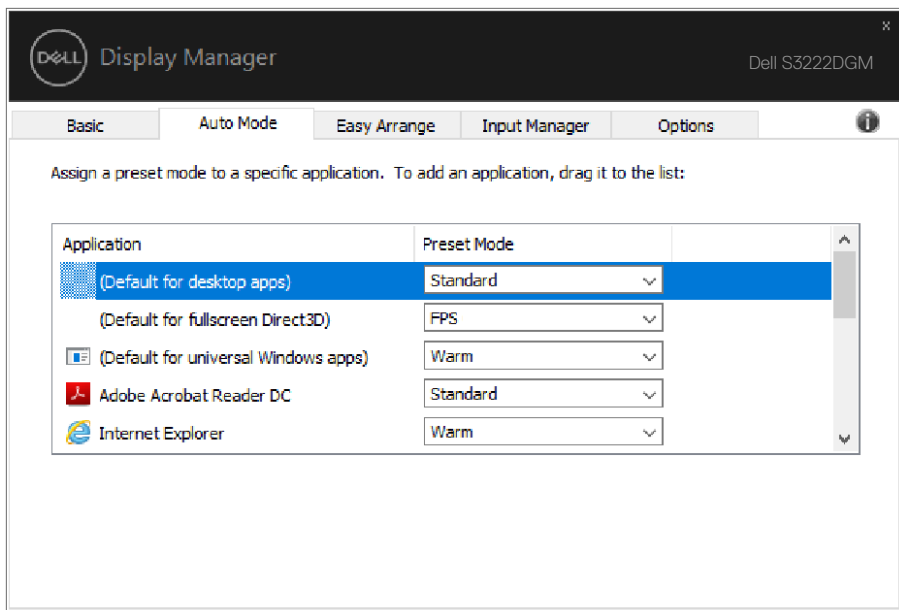 x
DELL Display Manager
Dell S3222DGM
Basic Auto Mode Easy Arrange Input Manager Options
Assign a preset mode to a specific application. To add an application, drag it to the list:
Application Preset Mode
(Default for desktop apps) Standard
(Default for fullscreen Direct3D) FPS
(Default for universal Windows apps) Warm
Adobe Acrobat Reader DC Standard
Internet Explorer Warm